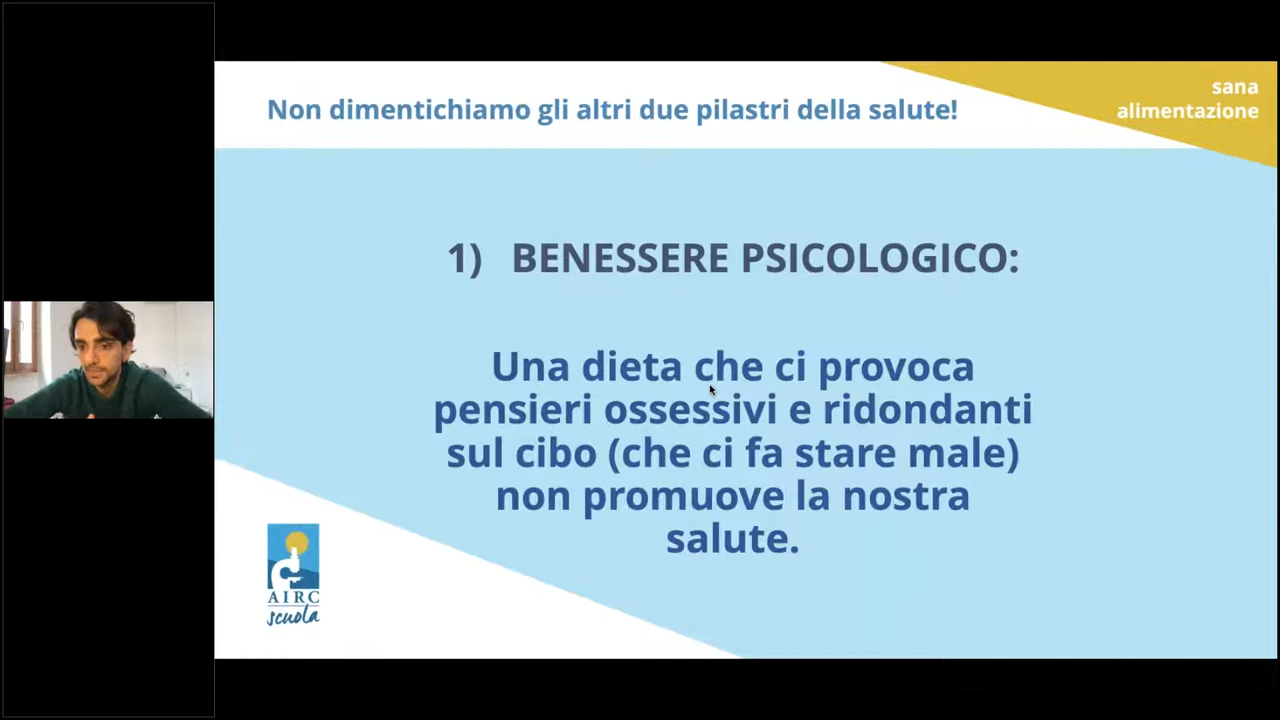 Non dimentichiamo gli altri due pilastri della salute!
sana
alimentazione
1) BENESSERE PSICOLOGICO:
Una dieta che ci provoca
pensieri ossessivi e ridondanti
sul cibo (che ci fa stare male)
non promuove la nostra
salute.
AIRC
scuola